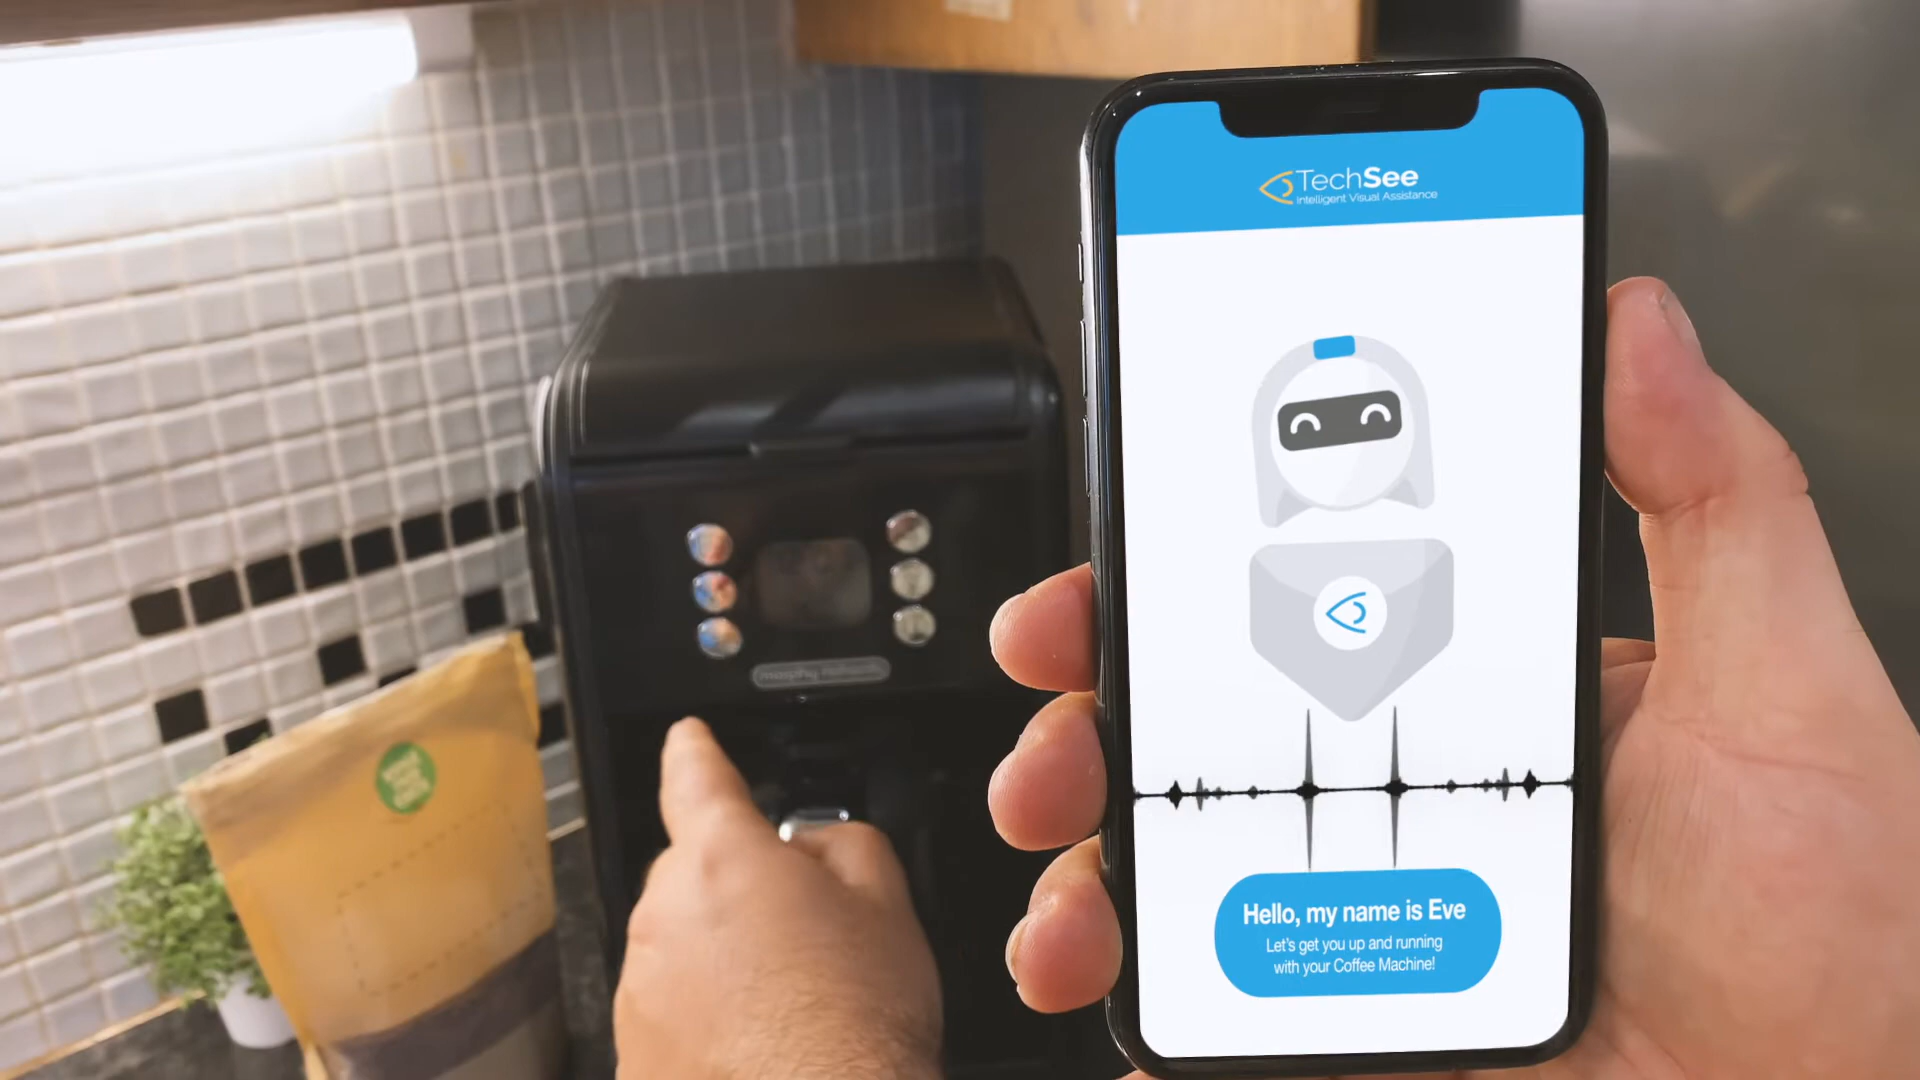 TechSee
Intelligent Visual Assistance
Hello, my name is Eve
Let's get you up and running
with your Coffee Machine!